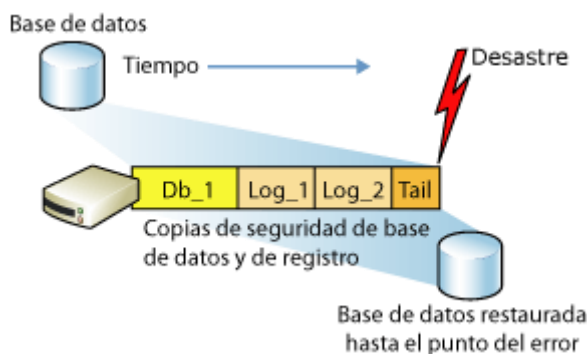 Base de datos
Tiempo
Desastre
Db_1
Log_1
Log_2
Tail
Copias de seguridad de base
de datos y de registro
Base de datos restaurada
hasta el punto del error